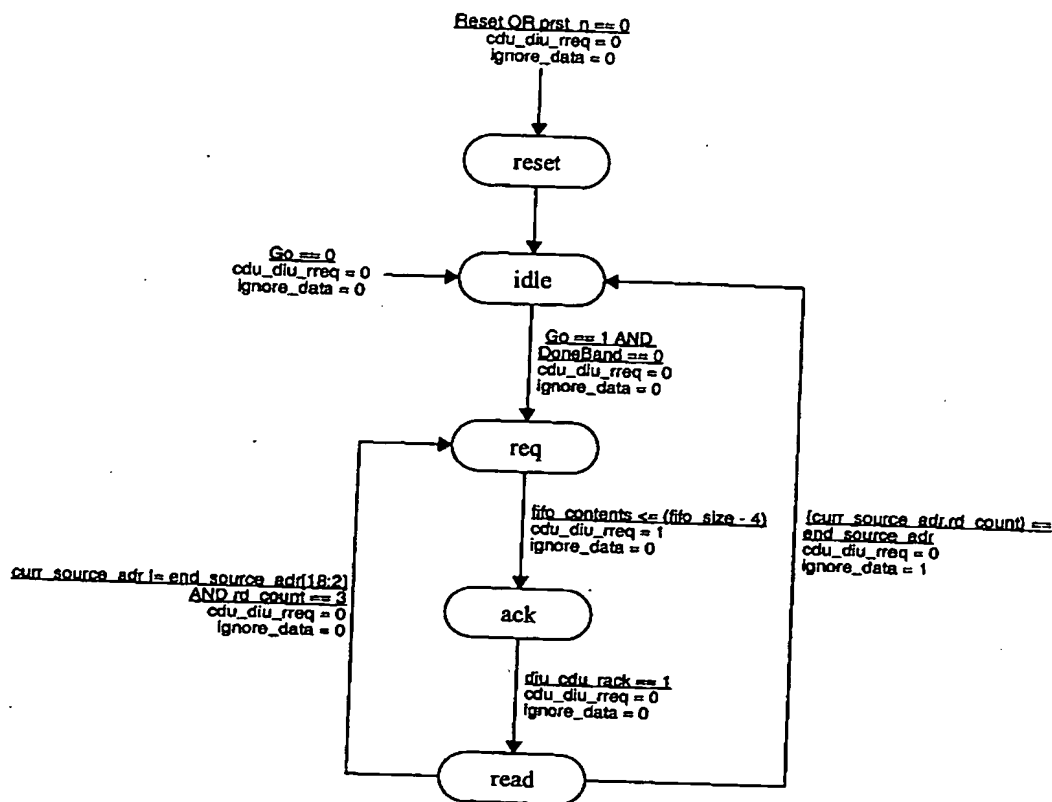 Reset OR prst_n == 0
cdu_diu_rreq = 0
ignore_data = 0
reset
Go == 0
cdu_diu_rreq = 0
ignore_data = 0
idle
Go == 1 AND
DoneBand == 0
cdu_diu_rreq = 0
ignore_data = 0
req
fifo_contents <= (fifo_size - 4)
cdu_diu_rreq = 1
ignore_data = 0
{curr_source_adr,rd_count} ==
end_source_adr
cdu_diu_rreq = 0
ignore_data = 1
curr_source_adr != end_source_adr[18:2]
AND rd_count == 3
cdu_diu_rreq = 0
ignore_data = 0
ack
diu_cdu_rack == 1
cdu_diu_rreq = 0
ignore_data = 0
read